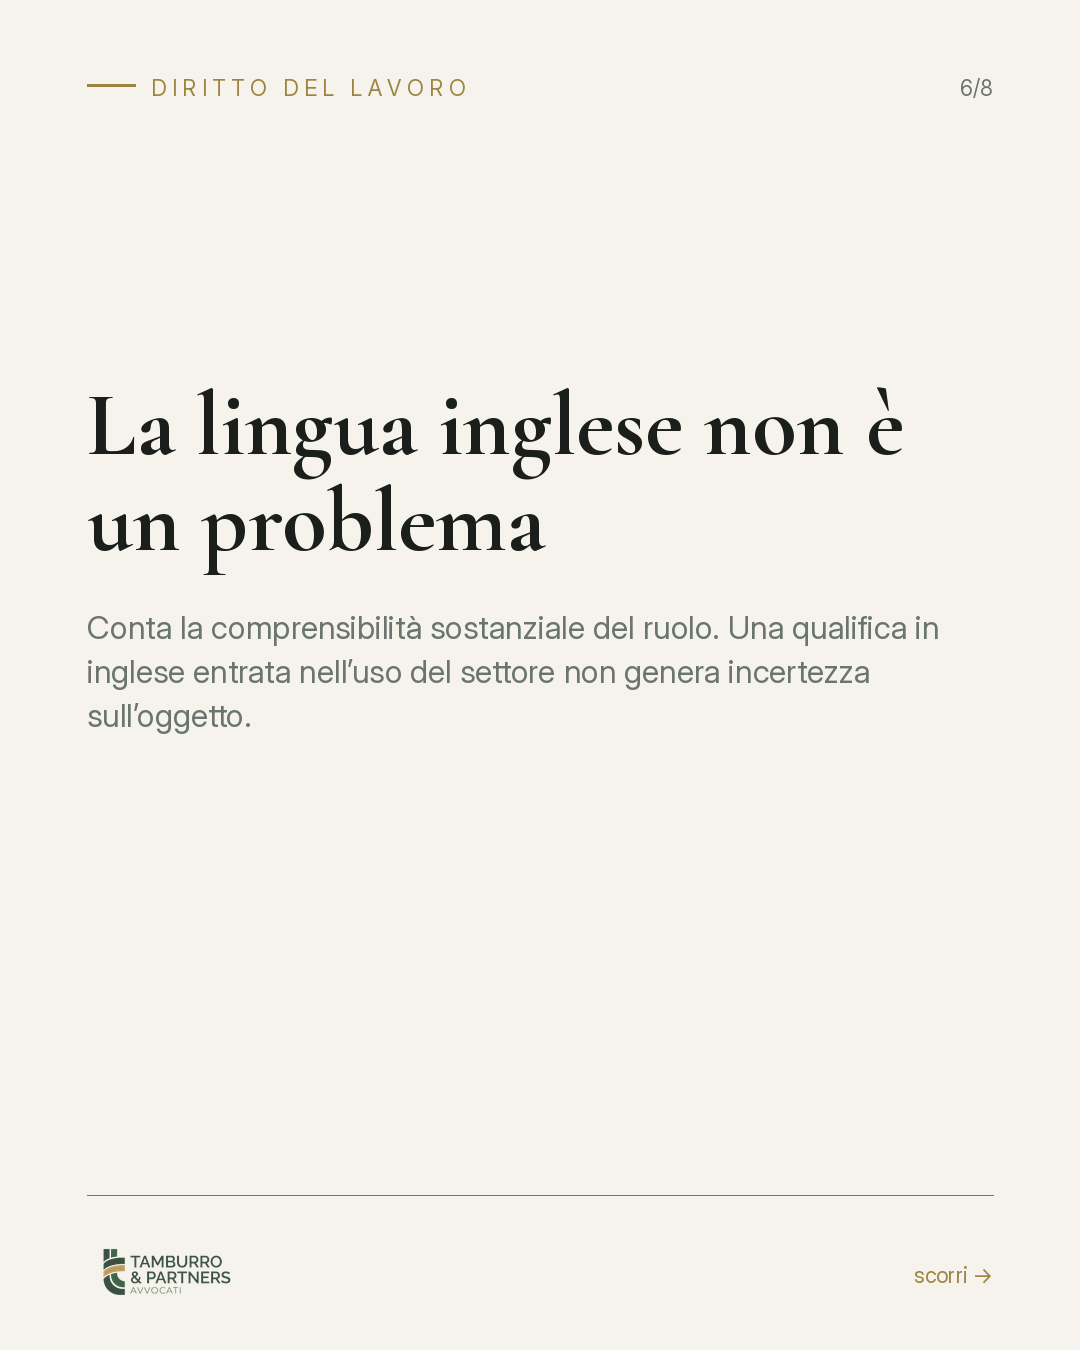 DIRITTO DEL LAVORO
6/8
La lingua inglese non è
un problema
Conta la comprensibilità sostanziale del ruolo. Una qualifica in
inglese entrata nell’uso del settore non genera incertezza
sull’oggetto.
TAMBURRO
& PARTNERS
AVVOCATI
scorri →